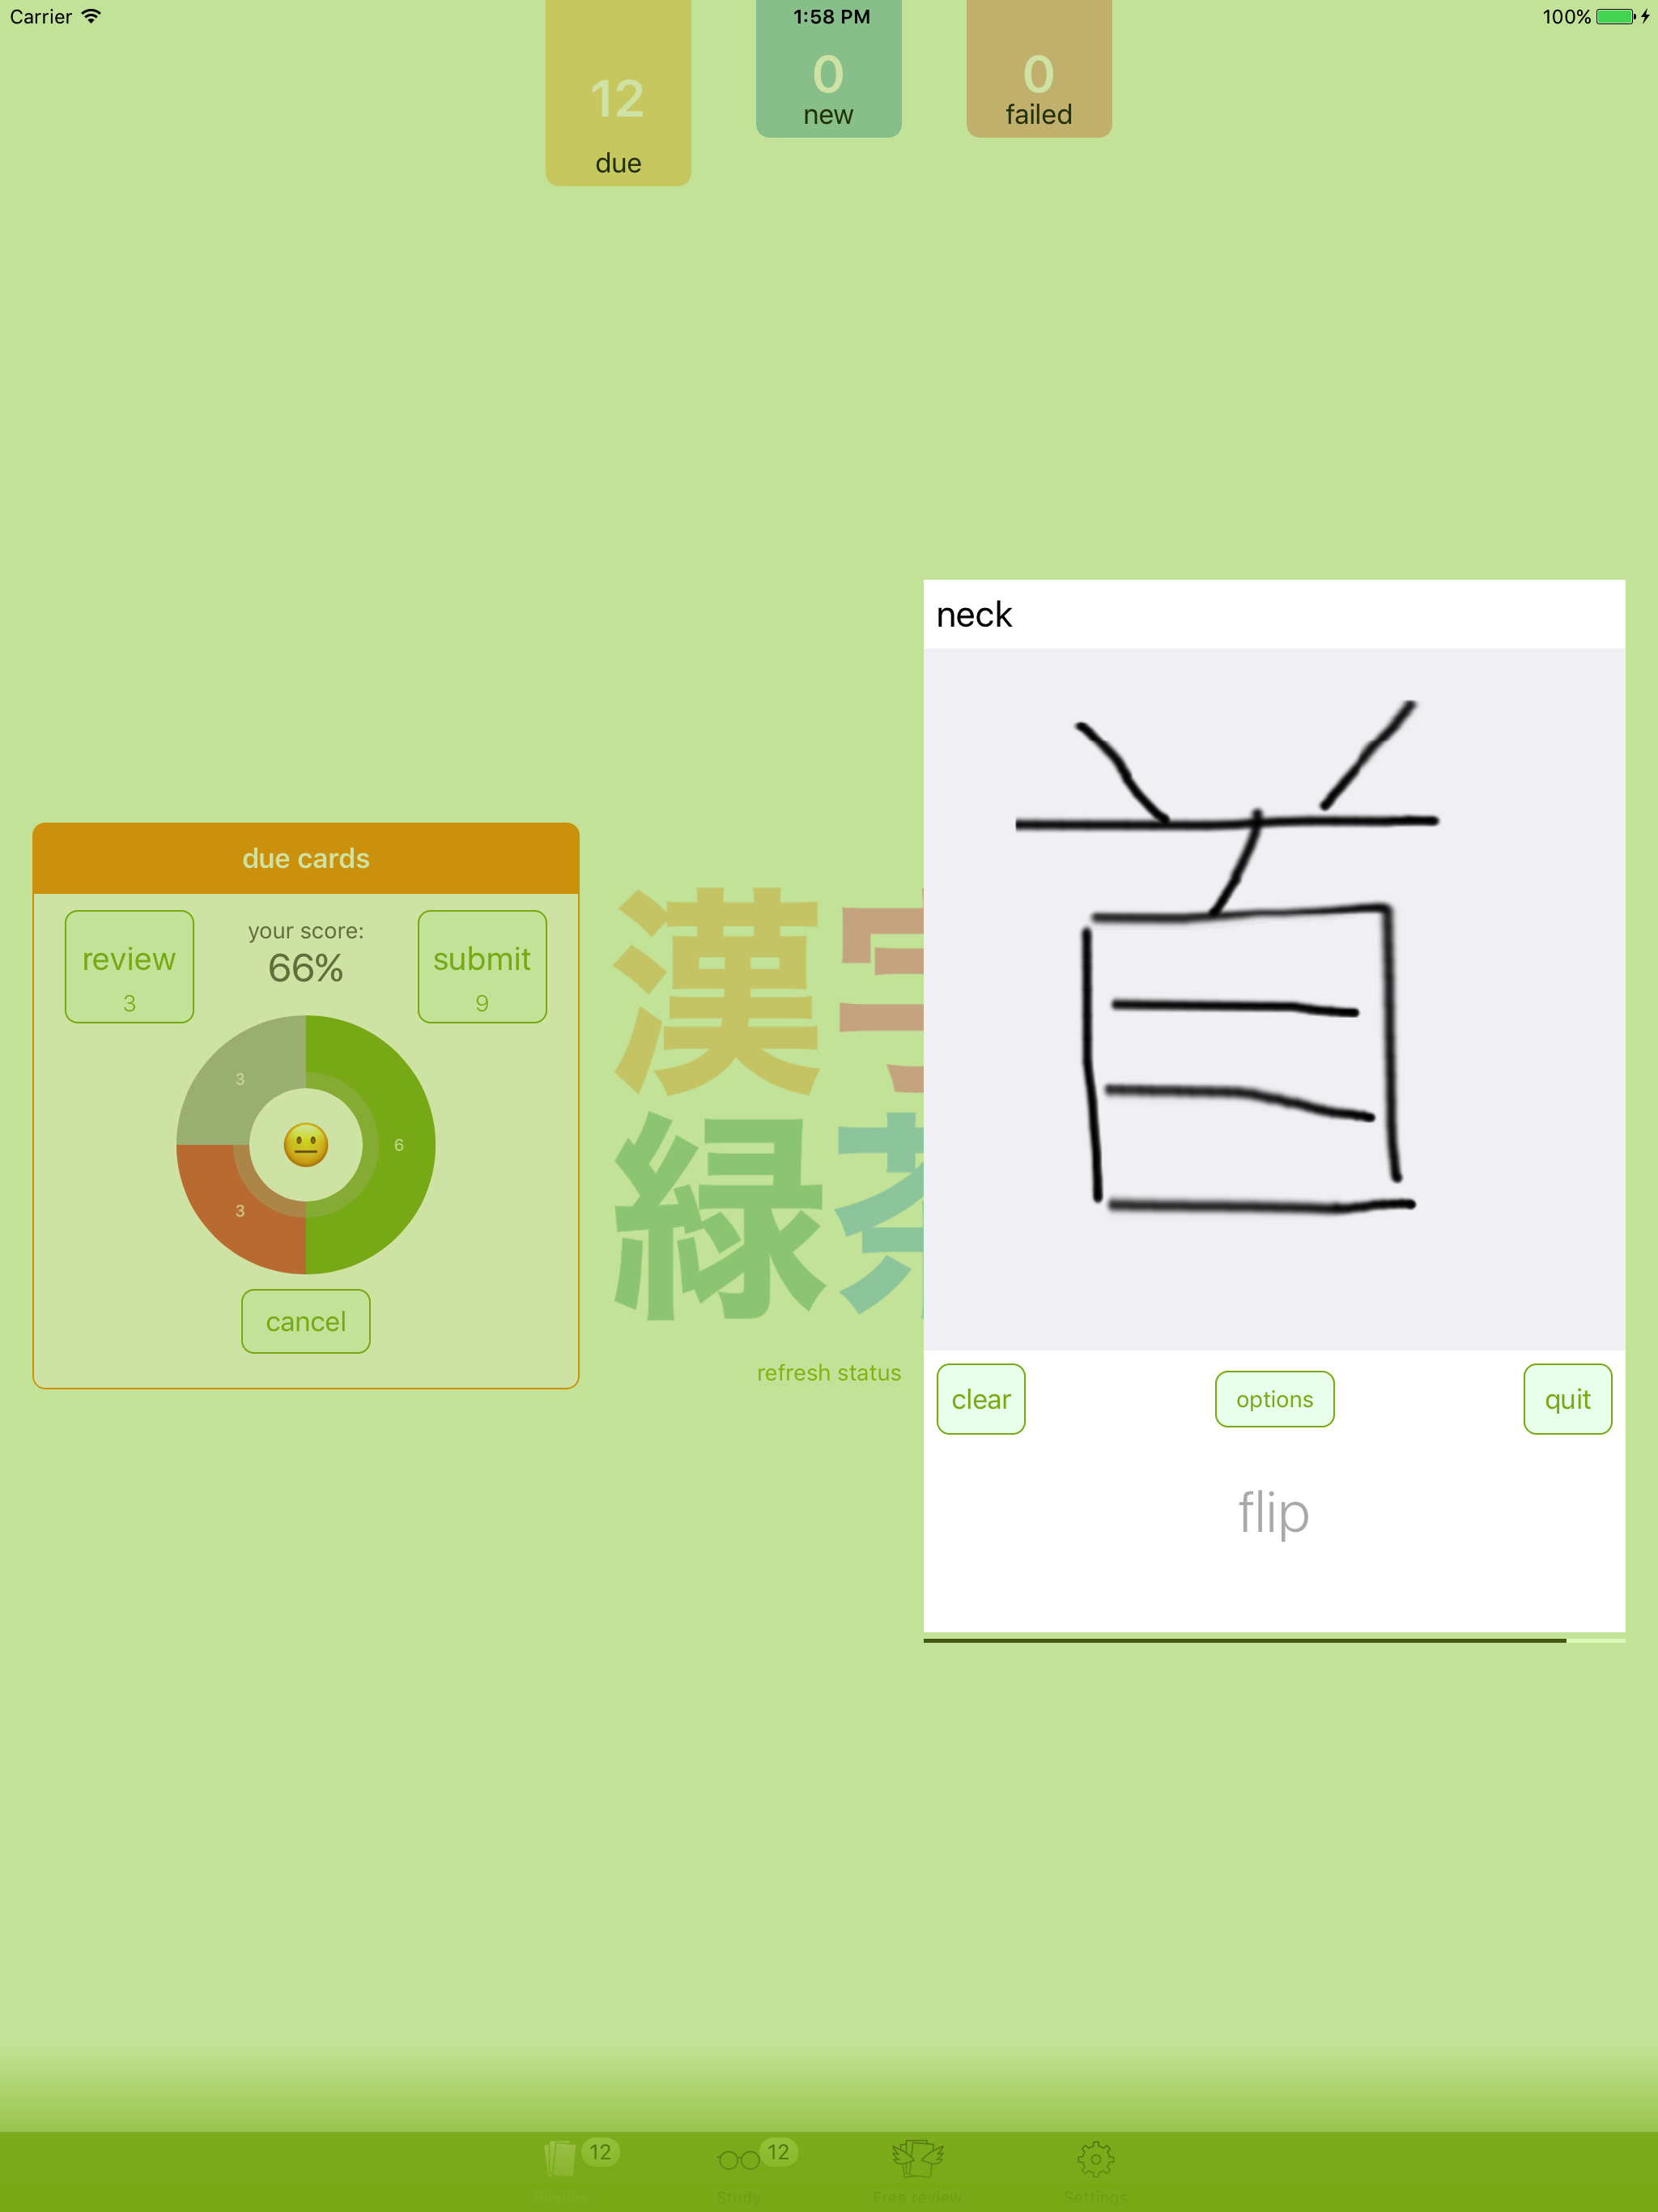 Carrier 1:58 PM 100%
12
due
0
new
0
failed
due cards
review
3
your score:
66%
submit
9
3
6
3
cancel
漢
緑
refresh status
neck
首
clear
options
quit
flip
12
12
Study
Free review
Settings